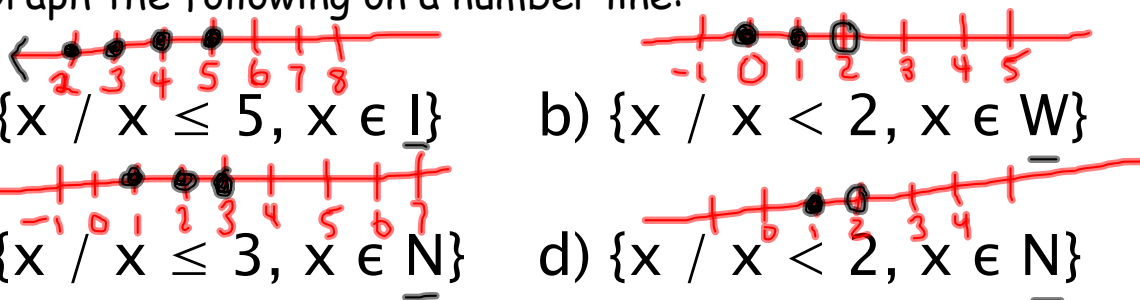 Graph the following on a number line.
2 3 4 5 6 7 8
-1 0 1 2 3 4 5
{x / x ≤ 5, x ϵ I}
b) {x / x < 2, x ϵ W}
-1 0 1 2 3 4 5 6 7
0 1 2 3 4
{x / x ≤ 3, x ϵ N}
d) {x / x < 2, x ϵ N}